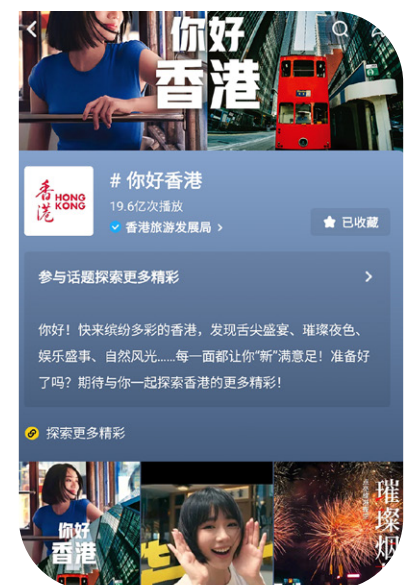 你好
香港
香港
HONG
KONG
# 你好香港
19.6亿次播放
香港旅游发展局
已收藏
参与话题探索更多精彩
你好！快来缤纷多彩的香港，发现舌尖盛宴、璀璨夜色、
娱乐盛事、自然风光......每一面都让你“新”满意足！准备好
了吗？期待与你一起探索香港的更多精彩！
探索更多精彩
你好
香港
璀璨烟